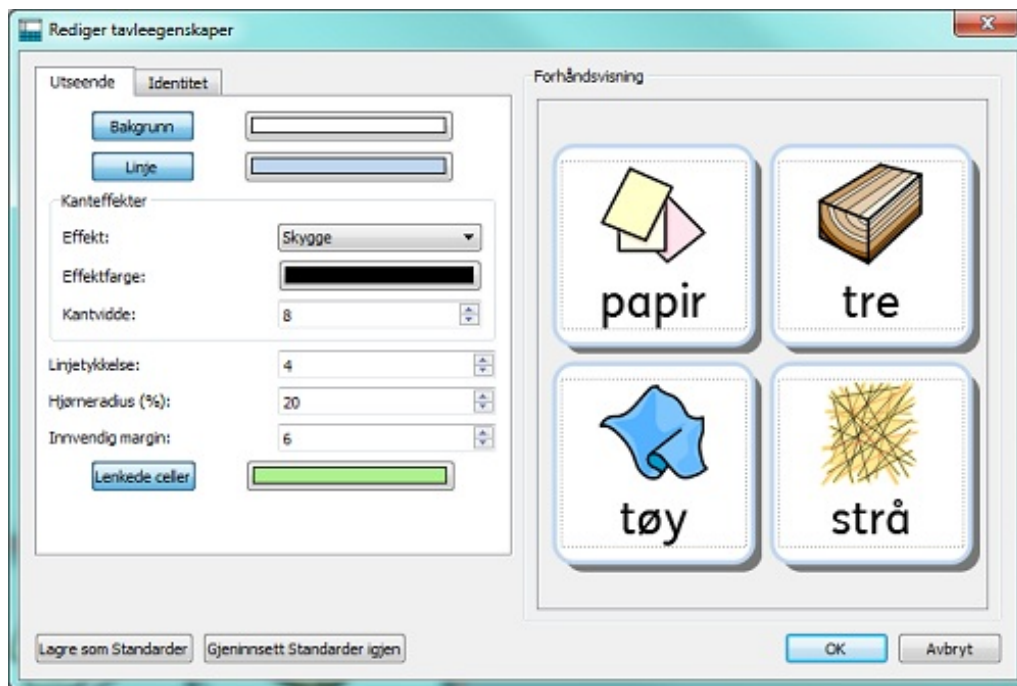 Rediger tavleegenskaper
Utseende Identitet
Bakgrunn
Linje
Kanteffekter
Effekt: Skygge
Effektfarge:
Kantvidde: 8
Linjetykkelse: 4
Hjørneradius (%): 20
Innvendig margin: 6
Lenkede celler
Forhåndsvisning
papir tre
tøy strå
Lagre som Standarder Gjeninnsett Standarder igjen OK Avbryt